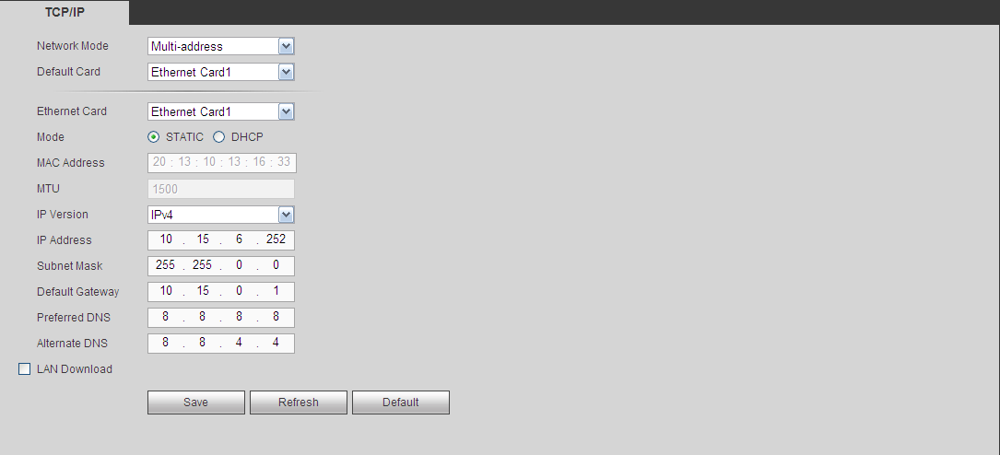 TCP/IP
Network Mode Multi-address
Default Card Ethernet Card1
Ethernet Card Ethernet Card1
Mode STATIC DHCP
MAC Address 20 : 13 : 10 : 13 : 16 : 33
MTU 1500
IP Version IPv4
IP Address 10 . 15 . 6 . 252
Subnet Mask 255 . 255 . 0 . 0
Default Gateway 10 . 15 . 0 . 1
Preferred DNS 8 . 8 . 8 . 8
Alternate DNS 8 . 8 . 4 . 4
LAN Download
Save Refresh Default